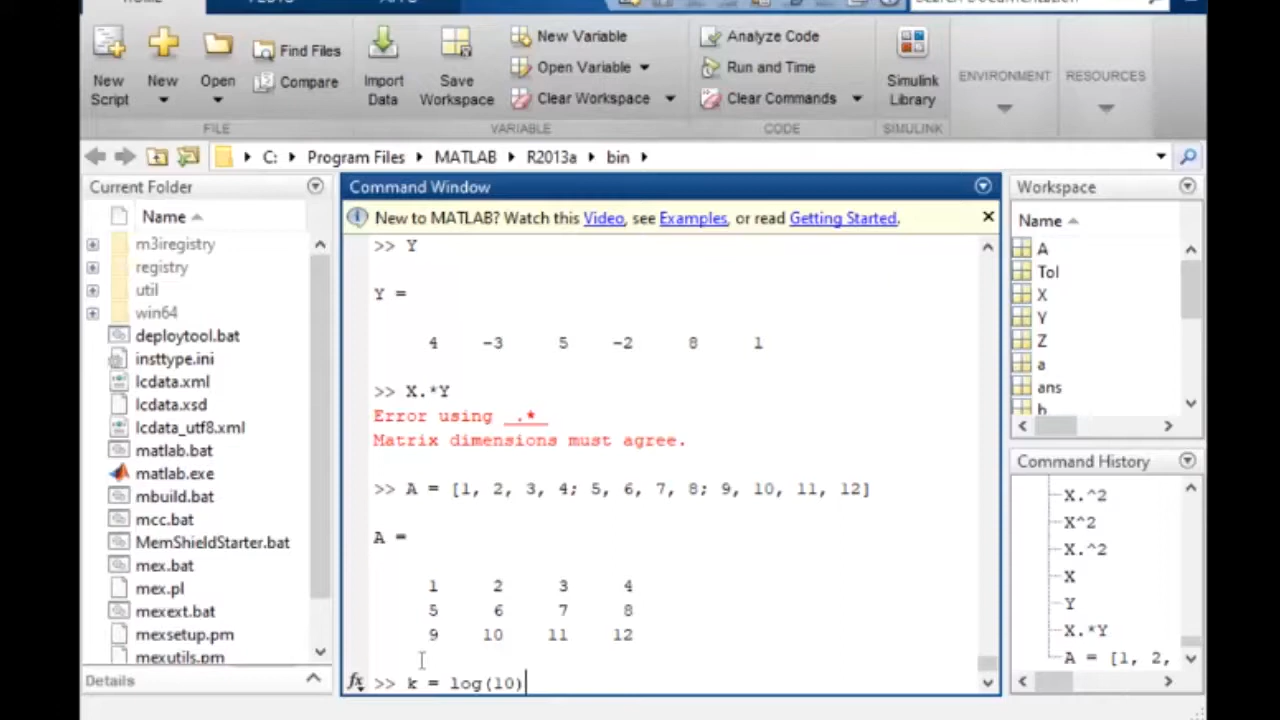 HOME
New Script
New
Open
Find Files
Compare
FILE
Import Data
Save Workspace
New Variable
Open Variable
Clear Workspace
VARIABLE
Analyze Code
Run and Time
Clear Commands
CODE
Simulink Library
SIMULINK
ENVIRONMENT
RESOURCES
C: Program Files MATLAB R2013a bin
Current Folder
Name
m3iregistry
registry
util
win64
deploytool.bat
insttype.ini
lcdata.xml
lcdata.xsd
lcdata_utf8.xml
matlab.bat
matlab.exe
mbuild.bat
mcc.bat
MemShieldStarter.bat
mex.bat
mex.pl
mexext.bat
mexsetup.pm
mexutils.pm
Details
Command Window
New to MATLAB? Watch this Video, see Examples, or read Getting Started.
>> Y
Y =
4 -3 5 -2 8 1
>> X.*Y
Error using .*
Matrix dimensions must agree.
>> A = [1, 2, 3, 4; 5, 6, 7, 8; 9, 10, 11, 12]
A =
1 2 3 4
5 6 7 8
9 10 11 12
fx >> k = log(10)
Workspace
Name
A
Tol
X
Y
Z
a
ans
b
Command History
X.^2
X^2
X.^2
X
Y
X.*Y
A = [1, 2,